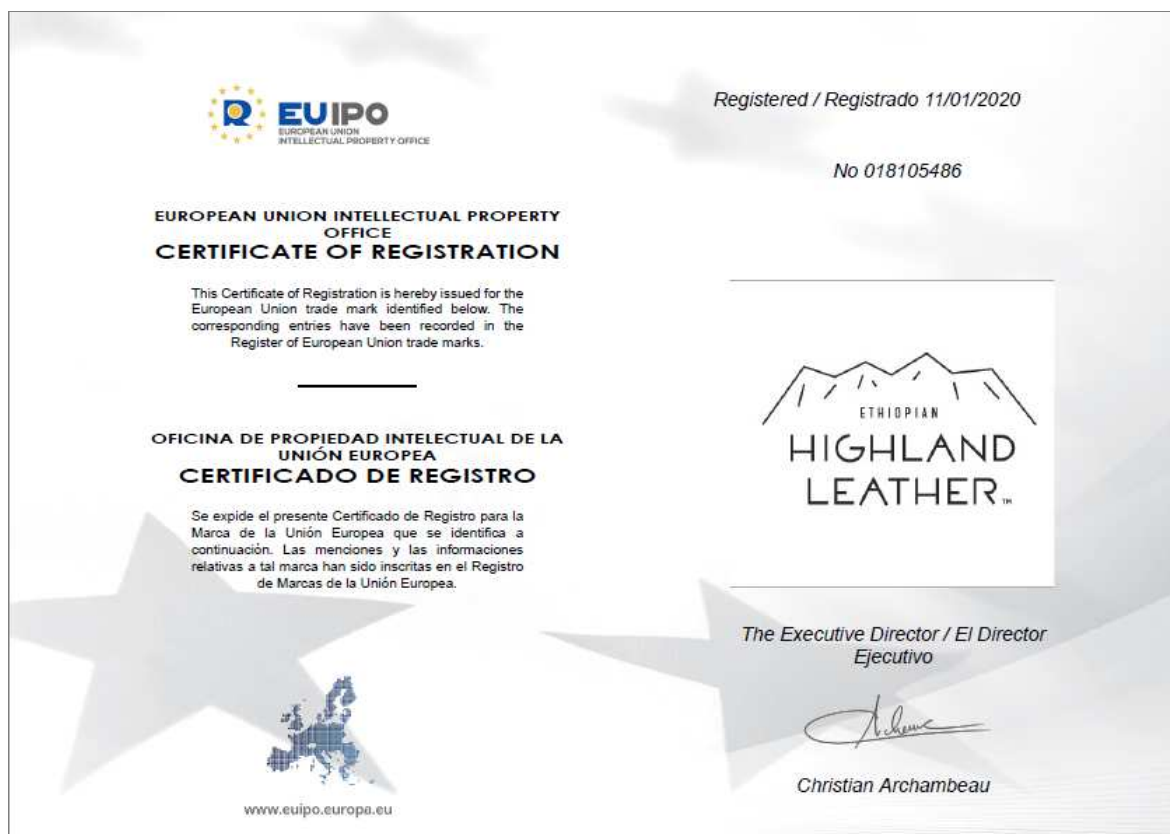 EUIPO
EUROPEAN UNION
INTELLECTUAL PROPERTY OFFICE
EUROPEAN UNION INTELLECTUAL PROPERTY
OFFICE
CERTIFICATE OF REGISTRATION
This Certificate of Registration is hereby issued for the
European Union trade mark identified below. The
corresponding entries have been recorded in the
Register of European Union trade marks.
OFICINA DE PROPIEDAD INTELECTUAL DE LA
UNIÓN EUROPEA
CERTIFICADO DE REGISTRO
Se expide el presente Certificado de Registro para la
Marca de la Unión Europea que se identifica a
continuación. Las menciones y las informaciones
relativas a tal marca han sido inscritas en el Registro
de Marcas de la Unión Europea.
www.euipo.europa.eu
Registered / Registrado 11/01/2020
No 018105486
ETHIOPIAN
HIGHLAND
LEATHER™
The Executive Director / El Director
Ejecutivo
Christian Archambeau